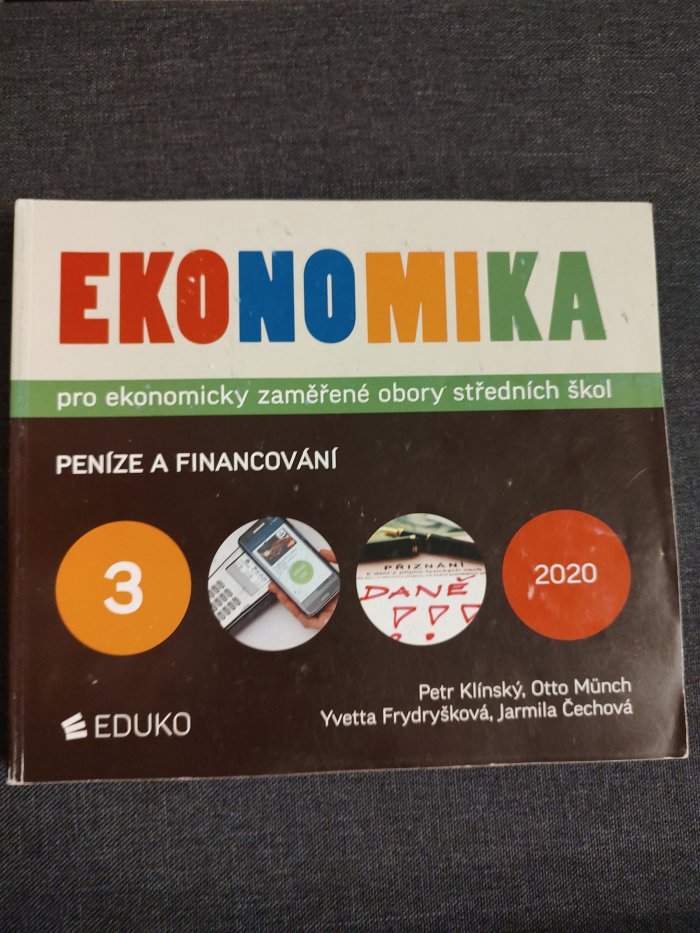 EKONOMIKA
pro ekonomicky zaměřené obory středních škol
PENÍZE A FINANCOVÁNÍ
3
PŘIZNÁNÍ
DANĚ
2020
Petr Klínský, Otto Münch
Yvetta Frydryšková, Jarmila Čechová
EDUKO